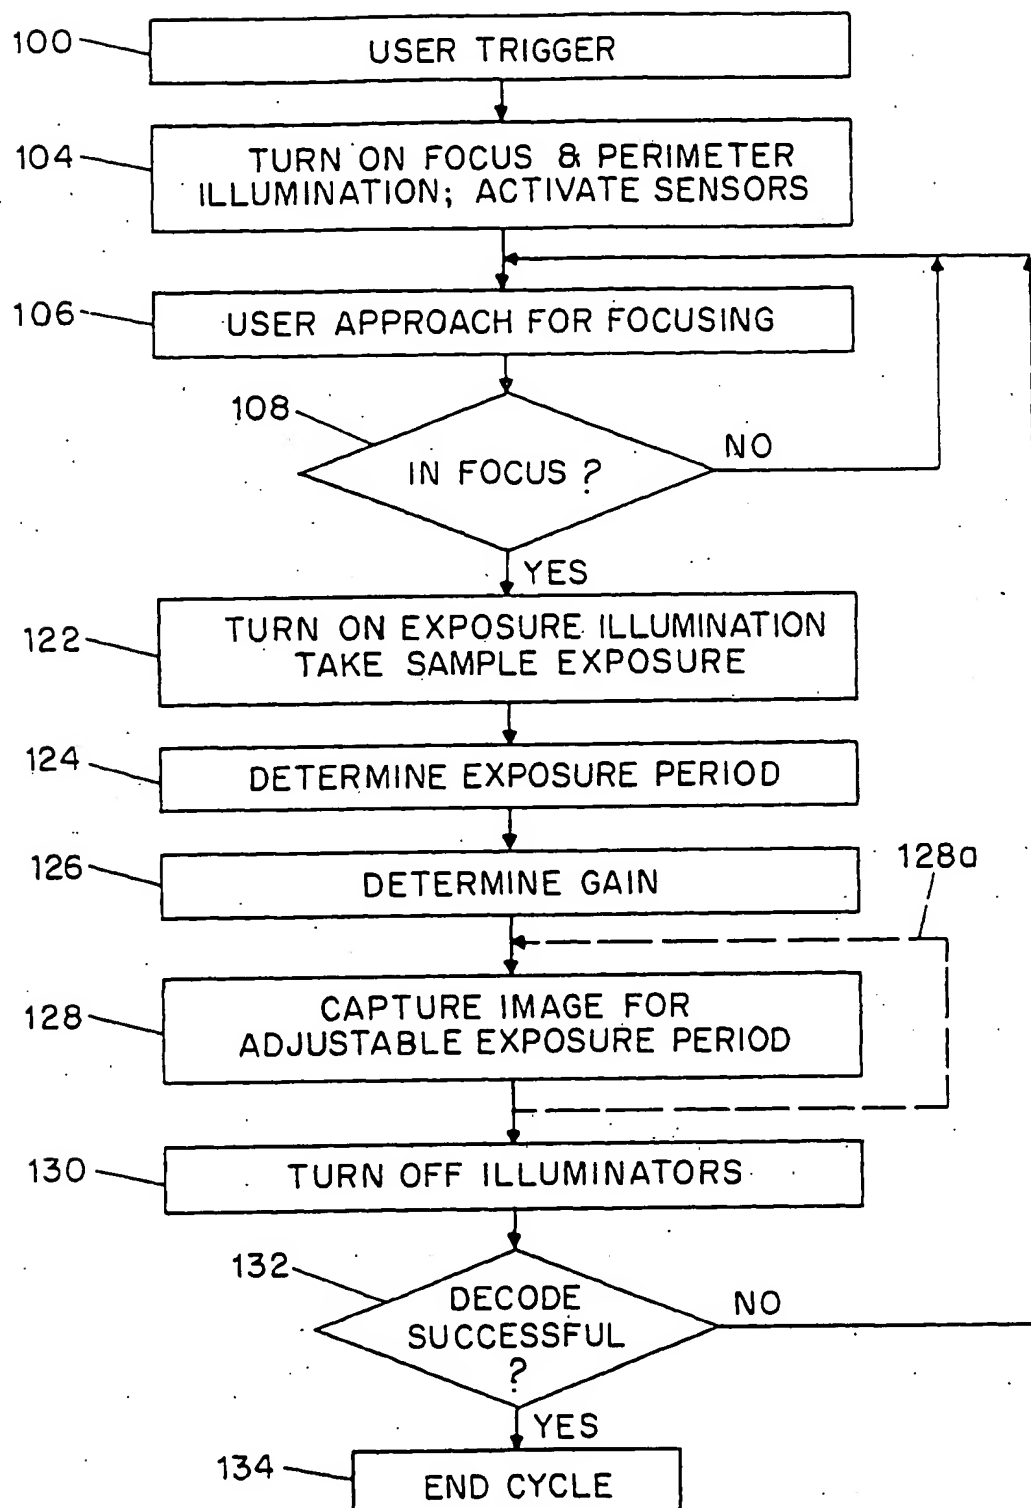 100
USER TRIGGER
104
TURN ON FOCUS & PERIMETER
ILLUMINATION; ACTIVATE SENSORS
106
USER APPROACH FOR FOCUSING
108
IN FOCUS ?
NO
YES
122
TURN ON EXPOSURE ILLUMINATION
TAKE SAMPLE EXPOSURE
124
DETERMINE EXPOSURE PERIOD
126
DETERMINE GAIN
128a
128
CAPTURE IMAGE FOR
ADJUSTABLE EXPOSURE PERIOD
130
TURN OFF ILLUMINATORS
132
DECODE
SUCCESSFUL
?
NO
YES
134
END CYCLE